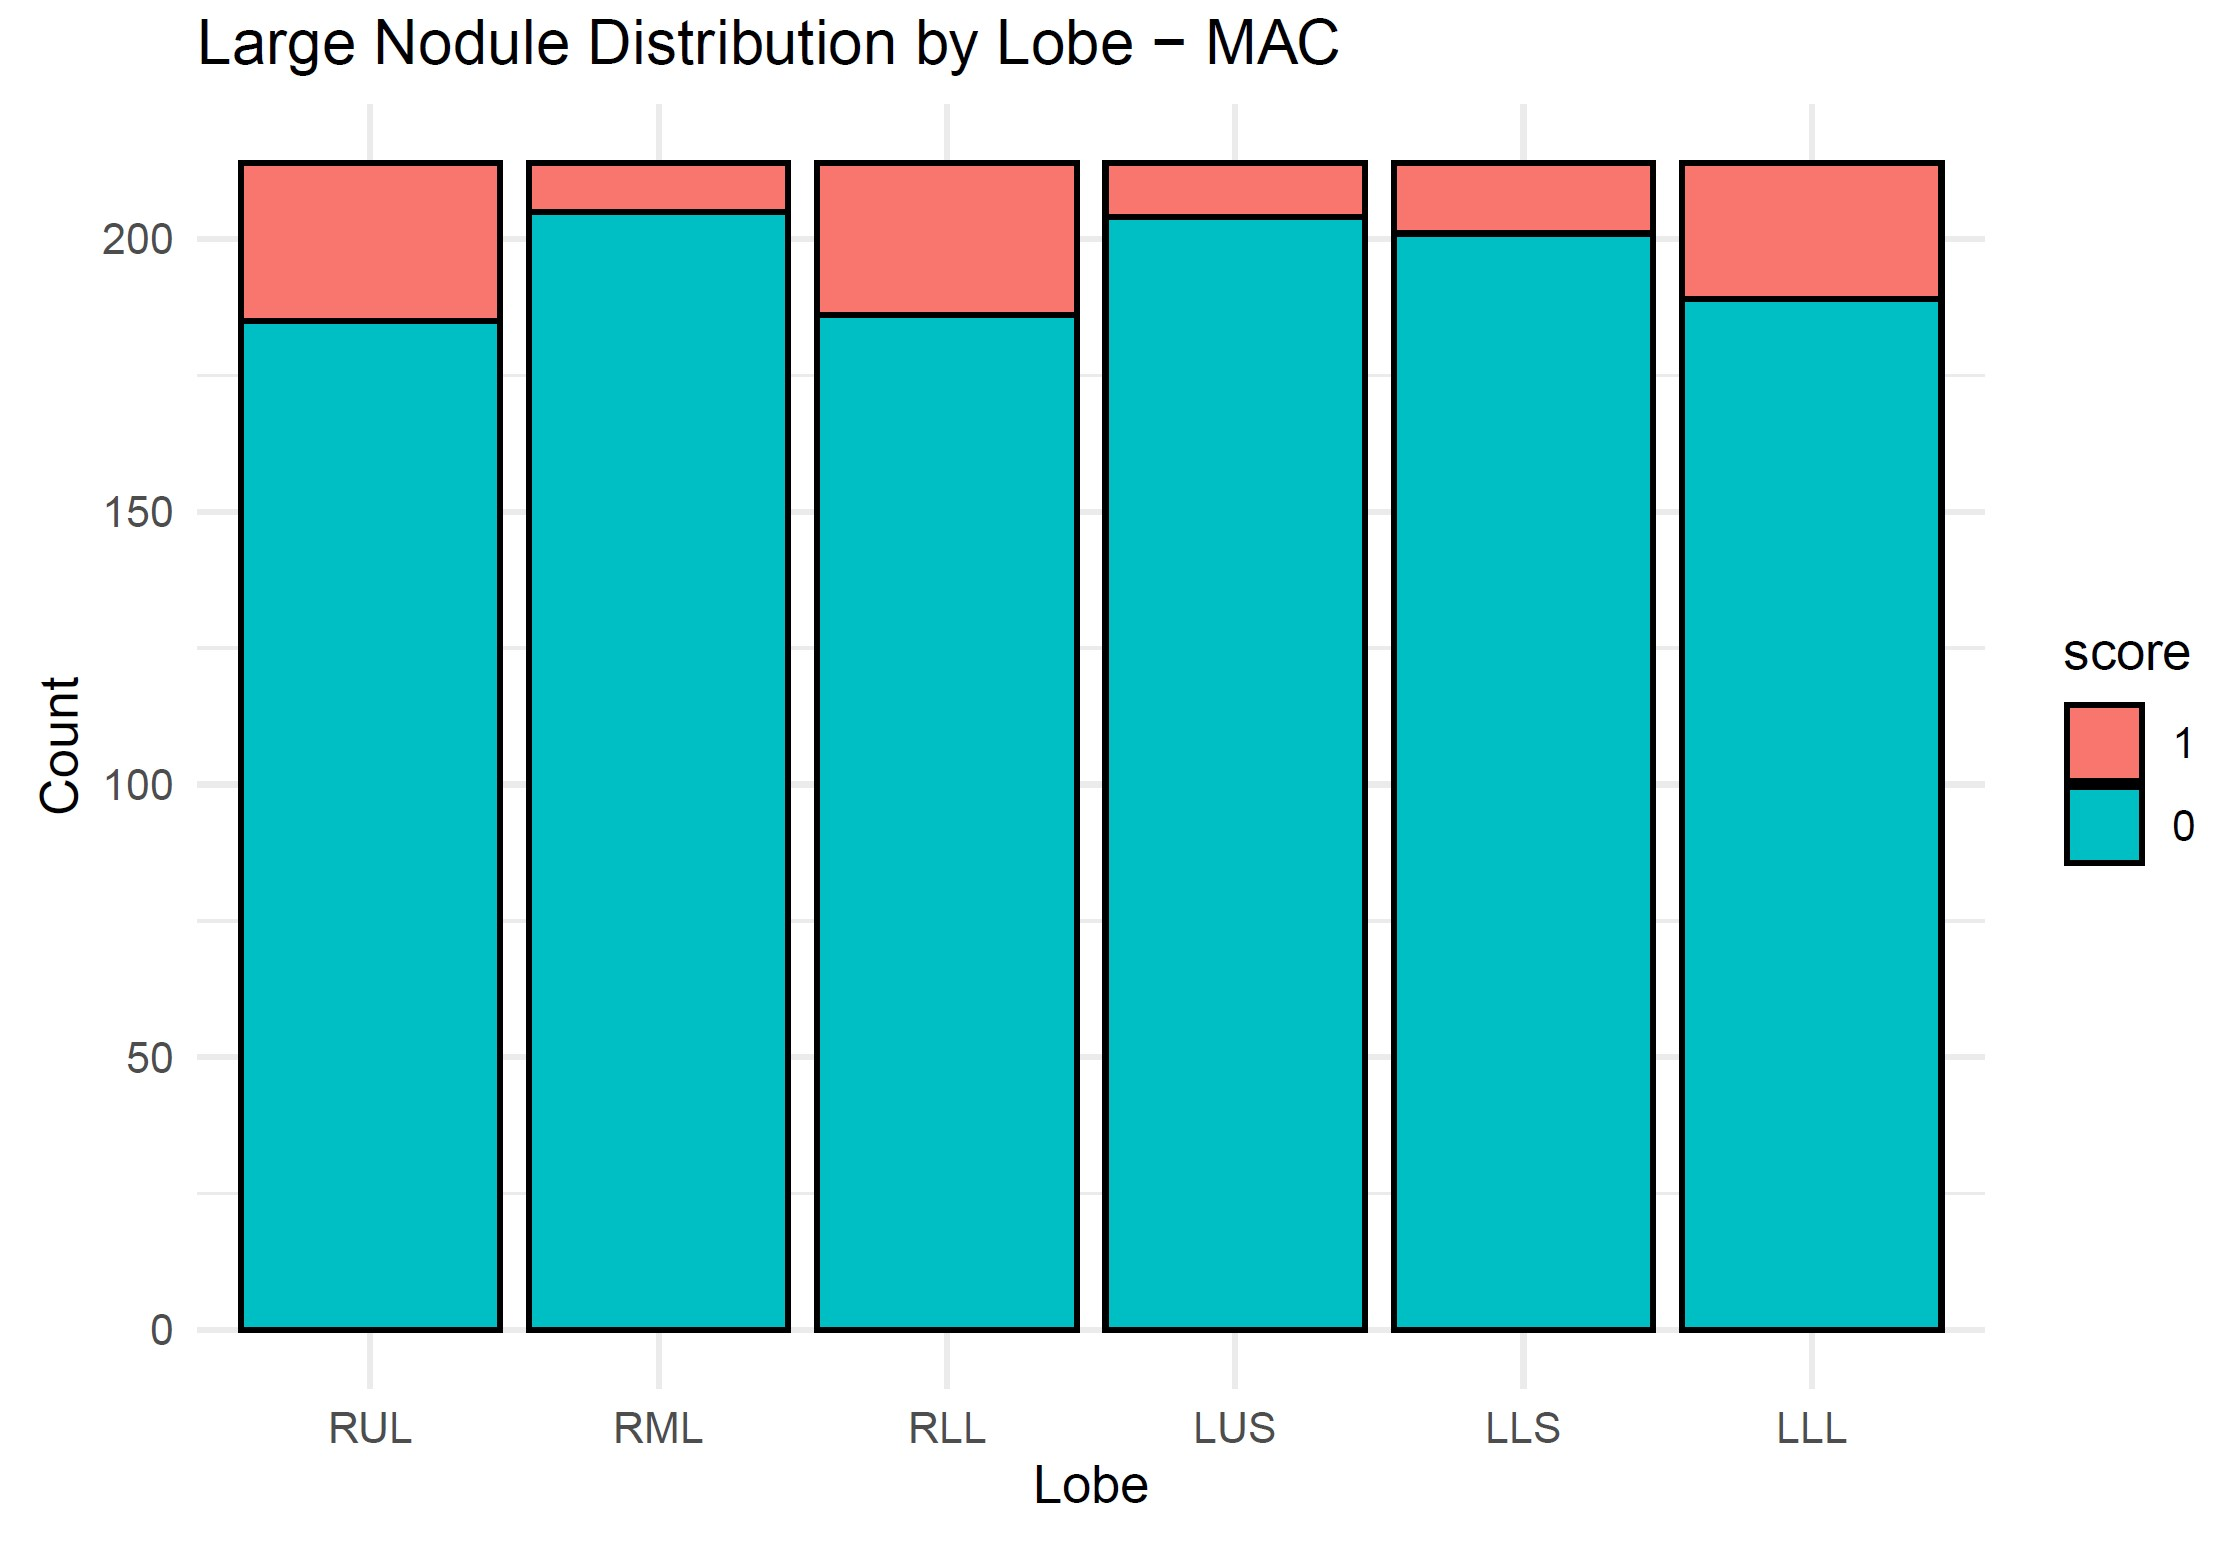 Large Nodule Distribution by Lobe − MAC
Count
200
150
100
50
0
RUL RML RLL LUS LLS LLL
Lobe
score
1
0